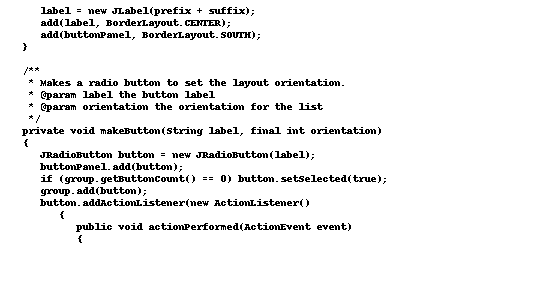 label = new JLabel(prefix + suffix);
add(label, BorderLayout.CENTER);
add(buttonPanel, BorderLayout.SOUTH);
}
/**
* Makes a radio button to set the layout orientation.
* @param label the button label
* @param orientation the orientation for the list
*/
private void makeButton(String label, final int orientation)
{
JRadioButton button = new JRadioButton(label);
buttonPanel.add(button);
if (group.getButtonCount() == 0) button.setSelected(true);
group.add(button);
button.addActionListener(new ActionListener()
{
public void actionPerformed(ActionEvent event)
{